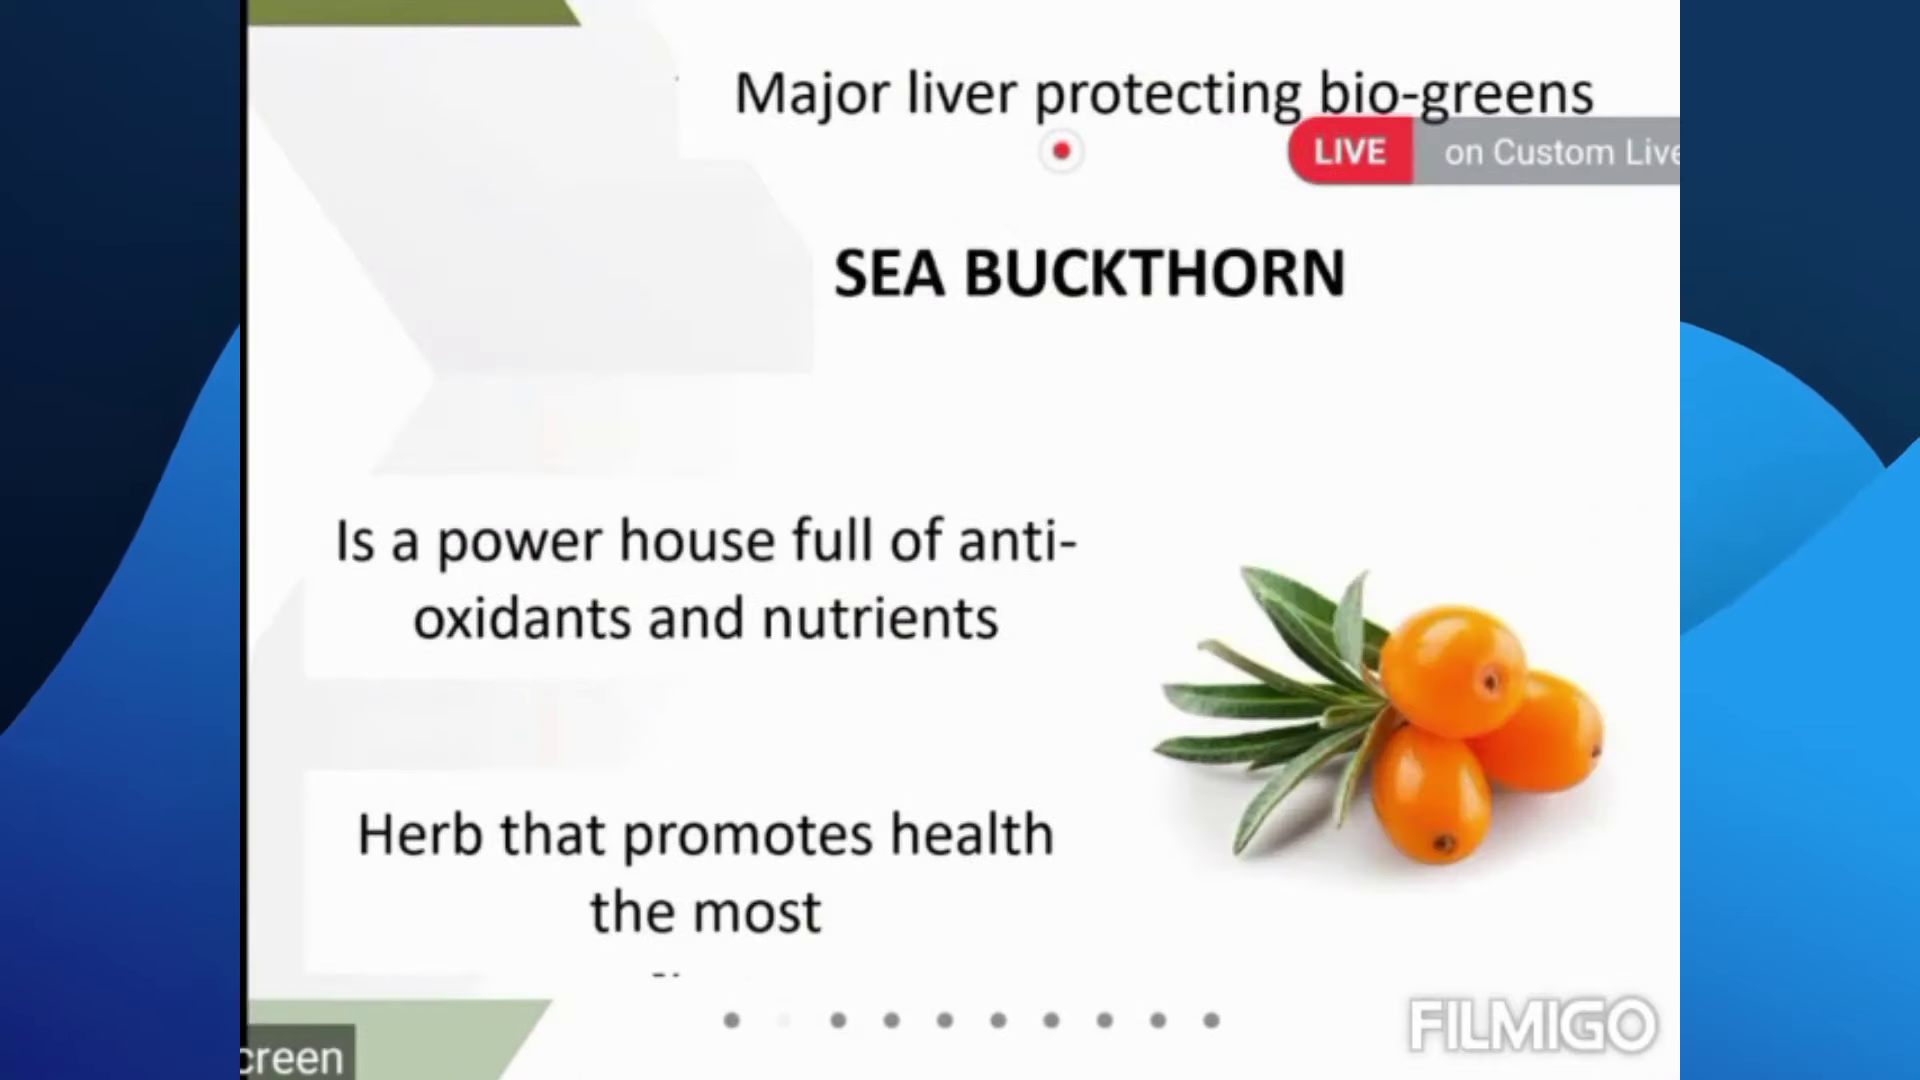 Major liver protecting bio-greens
LIVE on Custom Live
SEA BUCKTHORN
Is a power house full of anti-
oxidants and nutrients
Herb that promotes health
the most
FILMIGO
creen